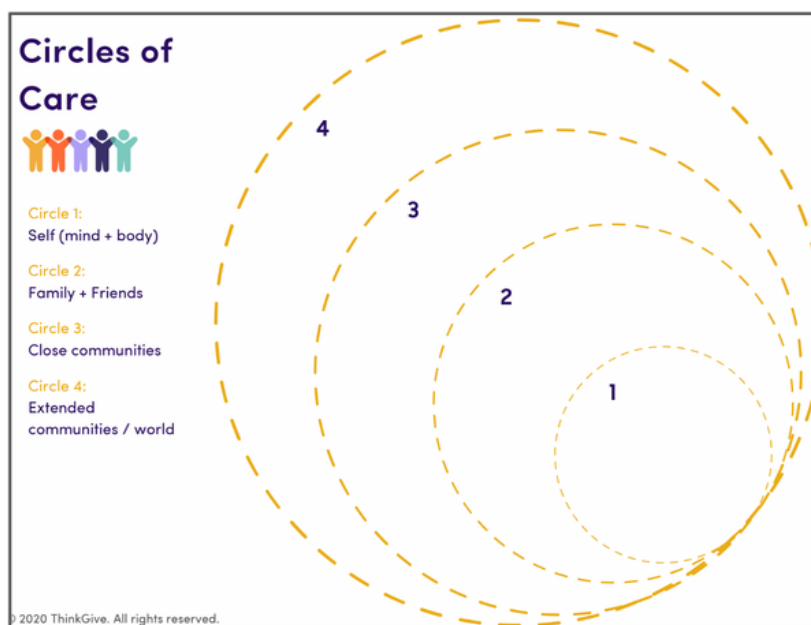 Circles of
Care
Circle 1:
Self (mind + body)
Circle 2:
Family + Friends
Circle 3:
Close communities
Circle 4:
Extended
communities / world
4
3
2
1
2020 ThinkGive. All rights reserved.